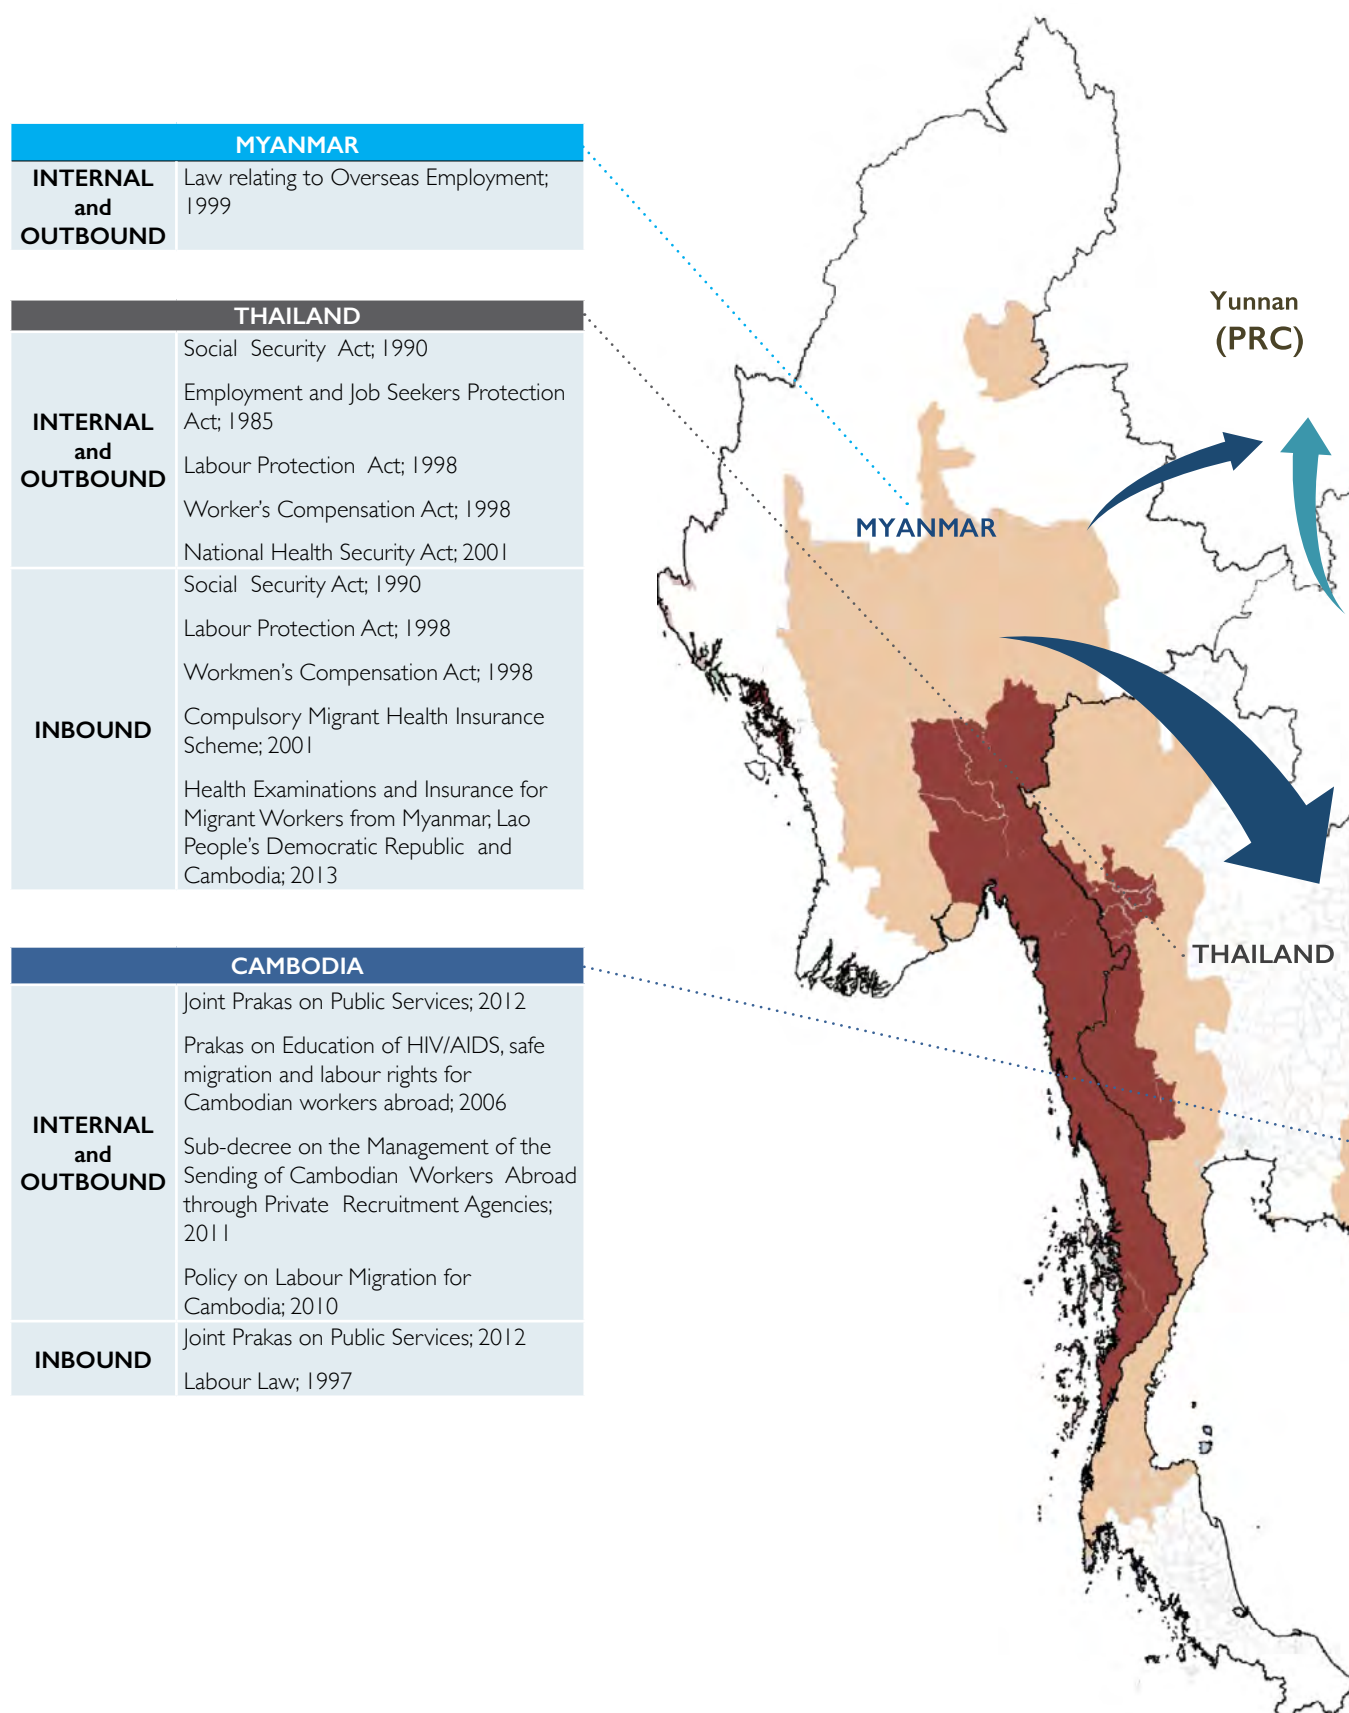 MYANMAR
INTERNAL
and
OUTBOUND
Law relating to Overseas Employment;
1999
THAILAND
INTERNAL
and
OUTBOUND
Social Security Act; 1990
Employment and Job Seekers Protection
Act; 1985
Labour Protection Act; 1998
Worker's Compensation Act; 1998
National Health Security Act; 2001
INBOUND
Social Security Act; 1990
Labour Protection Act; 1998
Workmen's Compensation Act; 1998
Compulsory Migrant Health Insurance
Scheme; 2001
Health Examinations and Insurance for
Migrant Workers from Myanmar, Lao
People's Democratic Republic and
Cambodia; 2013
CAMBODIA
INTERNAL
and
OUTBOUND
Joint Prakas on Public Services; 2012
Prakas on Education of HIV/AIDS, safe
migration and labour rights for
Cambodian workers abroad; 2006
Sub-decree on the Management of the
Sending of Cambodian Workers Abroad
through Private Recruitment Agencies;
2011
Policy on Labour Migration for
Cambodia; 2010
INBOUND
Joint Prakas on Public Services; 2012
Labour Law; 1997
Yunnan
(PRC)
MYANMAR
THAILAND